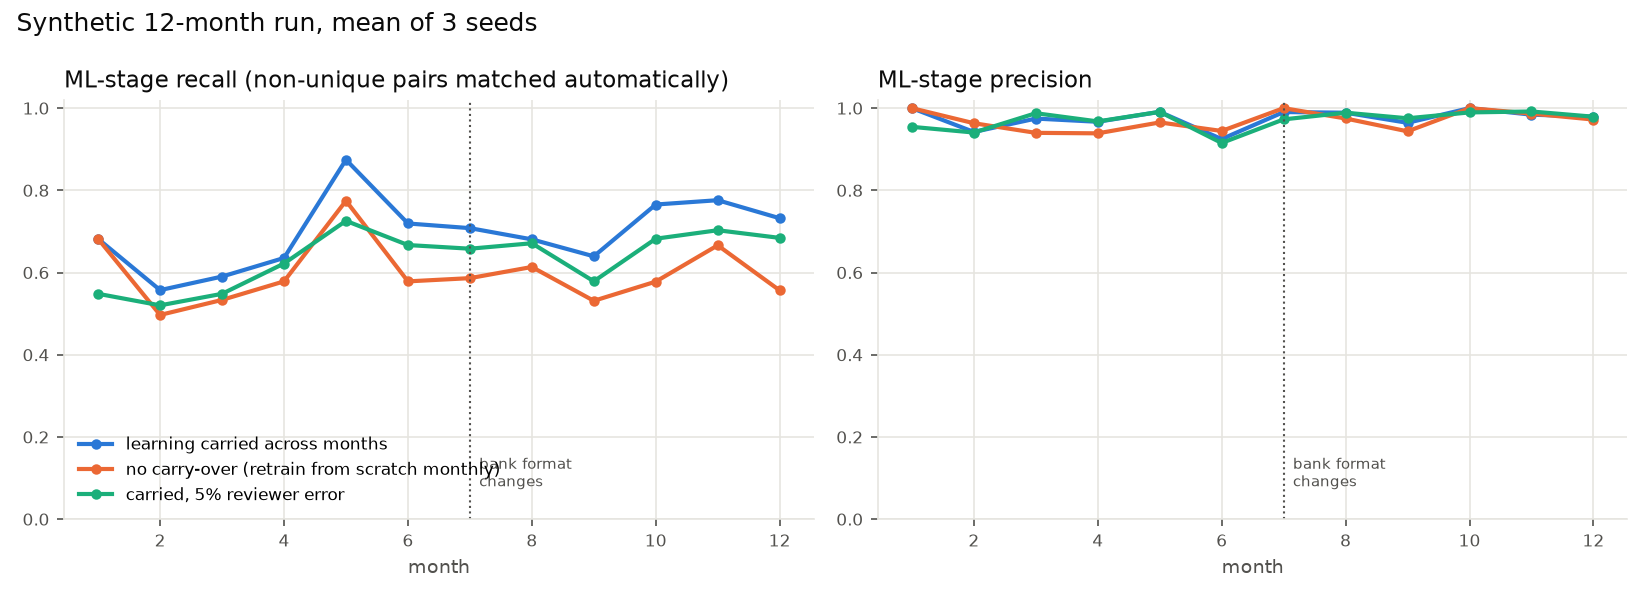 Synthetic 12-month run, mean of 3 seeds
ML-stage recall (non-unique pairs matched automatically)
1.0
0.8
0.6
0.4
0.2
0.0
learning carried across months
no carry-over (retrain from scratch monthly)
carried, 5% reviewer error
bank format
changes
2 4 6 8 10 12
month
ML-stage precision
1.0
0.8
0.6
0.4
0.2
0.0
bank format
changes
2 4 6 8 10 12
month